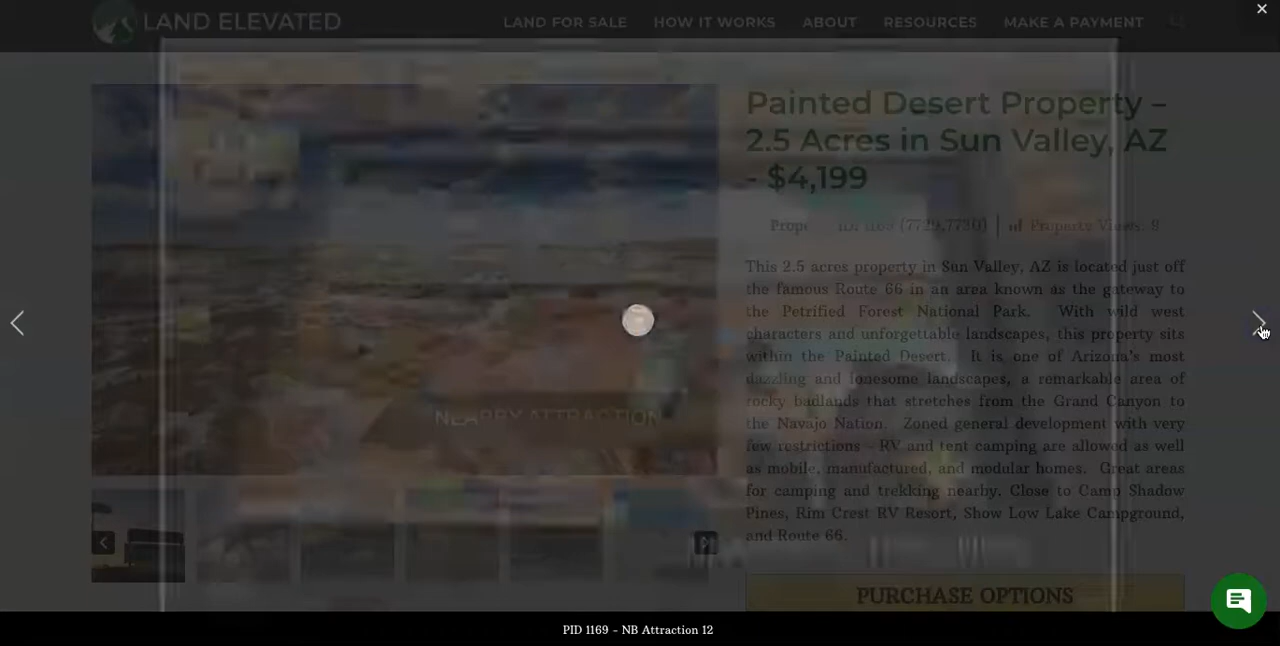 LAND ELEVATED
LAND FOR SALE HOW IT WORKS ABOUT RESOURCES MAKE A PAYMENT
Painted Desert Property –
2.5 Acres in Sun Valley, AZ
- $4,199
(7729,7730) | Property Views: 9
This 2.5 acres property in Sun Valley, AZ is located just off
the famous Route 66 in an area known as the gateway to
the Petrified Forest National Park. With wild west
characters and unforgettable landscapes, this property sits
within the Painted Desert. It is one of Arizona's most
dazzling and lonesome landscapes, a remarkable area of
rocky badlands that stretches from the Grand Canyon to
the Navajo Nation. Zoned general development with very
few restrictions - RV and tent camping are allowed as well
as mobile, manufactured, and modular homes. Great areas
for camping and trekking nearby. Close to Camp Shadow
Pines, Rim Crest RV Resort, Show Low Lake Campground,
and Route 66.
NEARBY ATTRACTION
PURCHASE OPTIONS
PID 1169 - NB Attraction 12